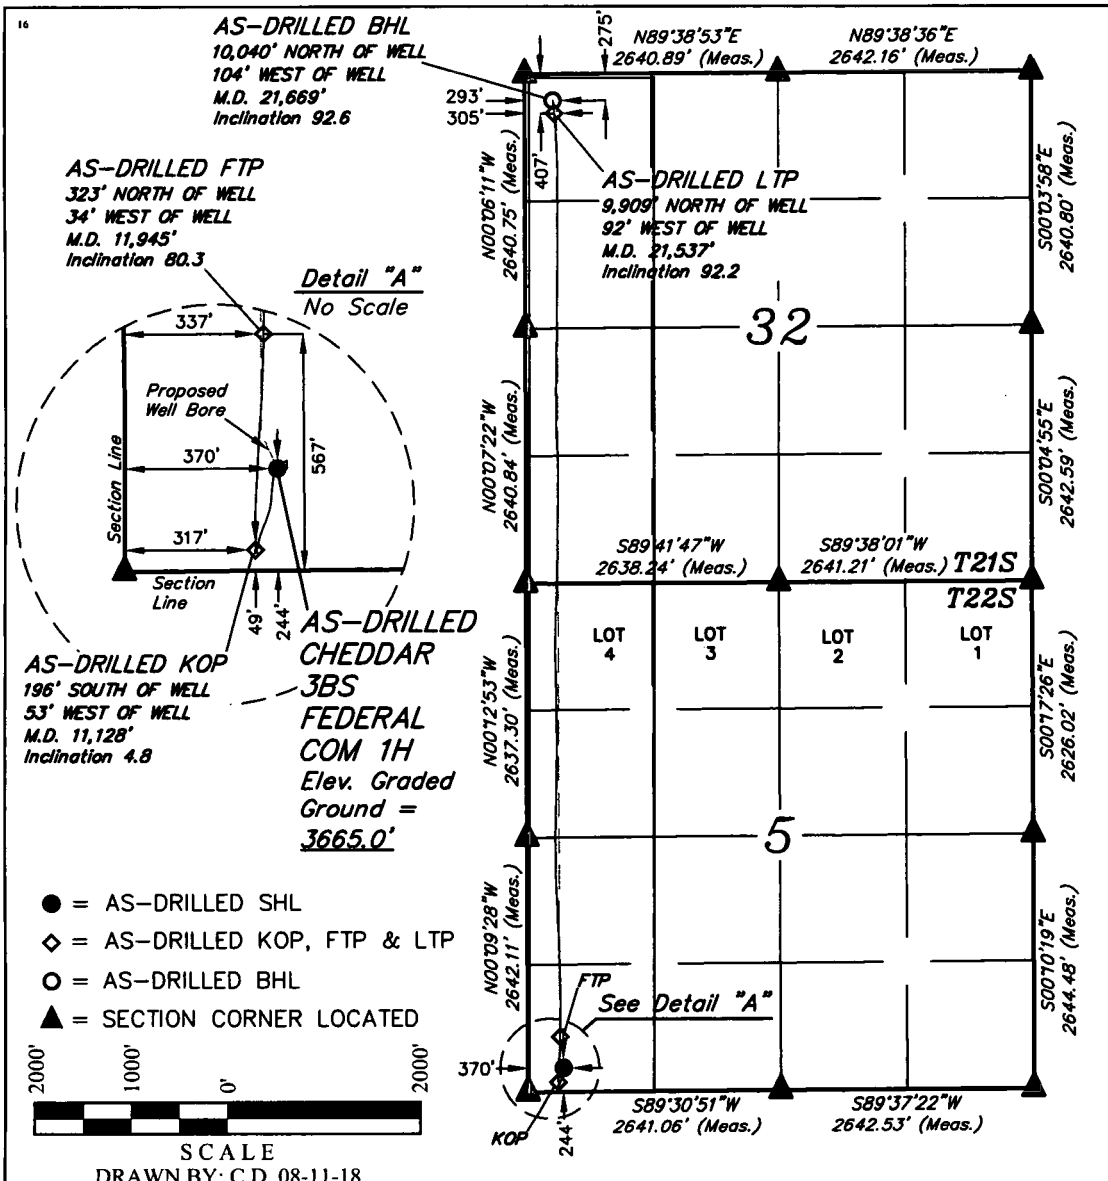 16
AS-DRILLED BHL
10,040' NORTH OF WELL
104' WEST OF WELL
M.D. 21,669'
Inclination 92.6
275'
N89°38'53"E
2640.89' (Meas.)
N89°38'36"E
2642.16' (Meas.)
293'
305'
407'
AS-DRILLED FTP
323' NORTH OF WELL
34' WEST OF WELL
M.D. 11,945'
Inclination 80.3
AS-DRILLED LTP
9,909' NORTH OF WELL
92' WEST OF WELL
M.D. 21,537'
Inclination 92.2
N00°06'11"W
2640.75' (Meas.)
S00°03'58"E
2640.80' (Meas.)
Detail "A"
No Scale
337'
Proposed
Well Bore
370'
567'
317'
Section Line
Section
Line
49'
244'
32
N00°07'22"W
2640.84' (Meas.)
S00°04'55"E
2642.59' (Meas.)
S89°41'47"W
2638.24' (Meas.)
S89°38'01"W
2641.21' (Meas.)
T21S
T22S
AS-DRILLED KOP
196' SOUTH OF WELL
53' WEST OF WELL
M.D. 11,128'
Inclination 4.8
AS-DRILLED
CHEDDAR
3BS
FEDERAL
COM 1H
Elev. Graded
Ground =
3665.0'
LOT
4
LOT
3
LOT
2
LOT
1
N00°12'53"W
2637.30' (Meas.)
S00°17'26"E
2626.02' (Meas.)
5
N00°09'28"W
2642.11' (Meas.)
S00°10'19"E
2644.48' (Meas.)
● = AS-DRILLED SHL
◇ = AS-DRILLED KOP, FTP & LTP
○ = AS-DRILLED BHL
▲ = SECTION CORNER LOCATED
FTP
See Detail "A"
370'
KOP
244'
S89°30'51"W
2641.06' (Meas.)
S89°37'22"W
2642.53' (Meas.)
2000'
1000'
0'
2000'
SCALE
DRAWN BY: C.D. 08-11-18